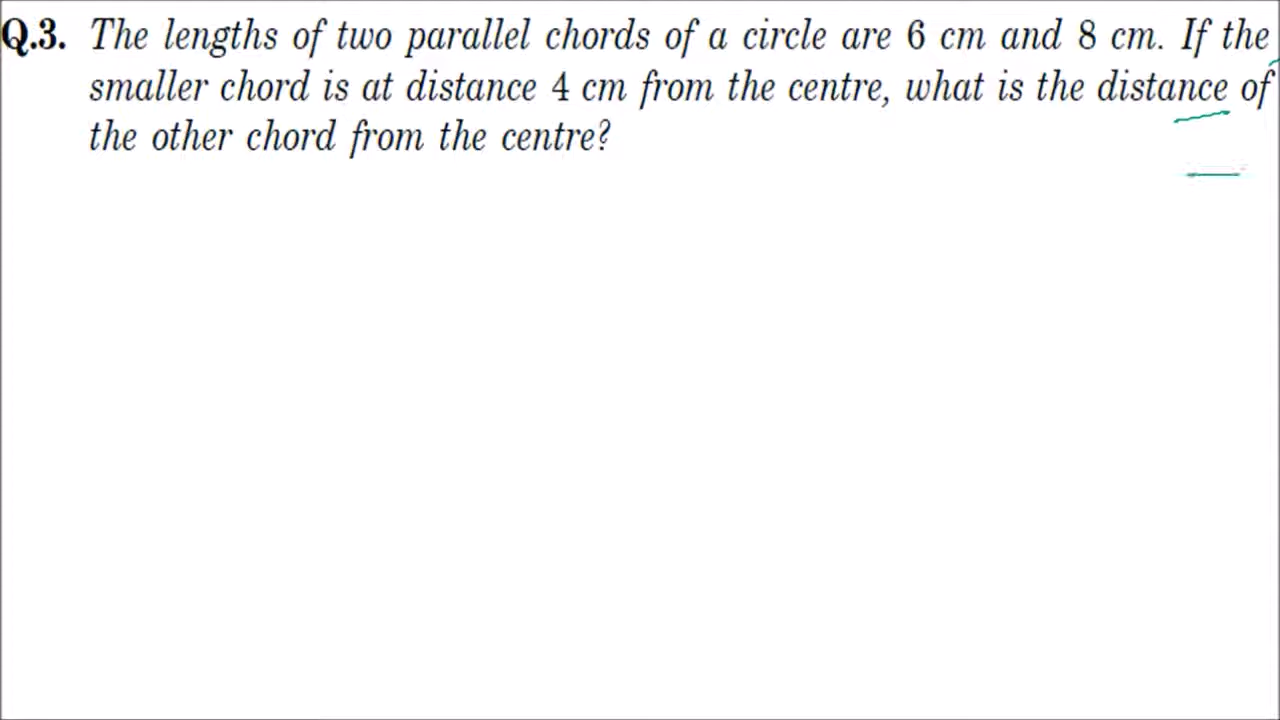 Q.3. The lengths of two parallel chords of a circle are 6 cm and 8 cm. If the
smaller chord is at distance 4 cm from the centre, what is the distance of
the other chord from the centre?